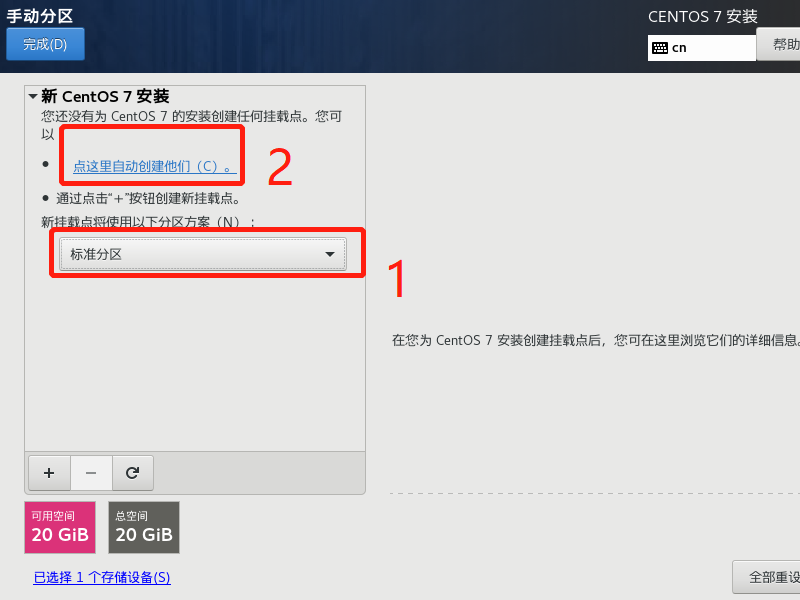 手动分区
CENTOS 7 安装
完成(D)
cn
帮助
新 CentOS 7 安装
您还没有为 CentOS 7 的安装创建任何挂载点。您可
以
点这里自动创建他们（C）。
2
通过点击“+”按钮创建新挂载点。
新挂载点将使用以下分区方案（N）：
标准分区
1
在您为 CentOS 7 安装创建挂载点后，您可在这里浏览它们的详细信息。
+ −
可用空间
20 GiB
总空间
20 GiB
已选择 1 个存储设备(S)
全部重设